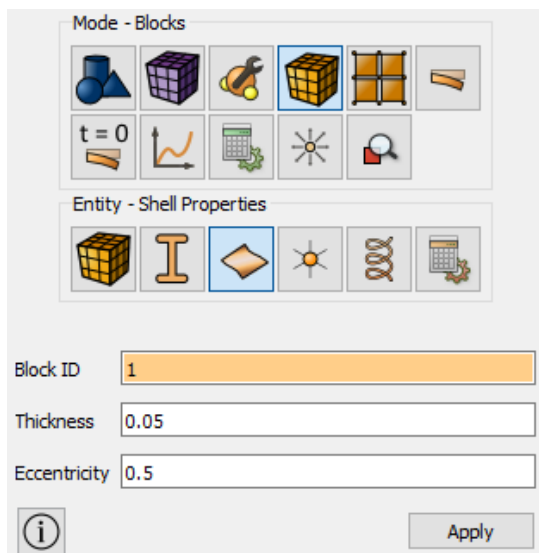 Mode - Blocks
t = 0
Entity - Shell Properties
Block ID 1
Thickness 0.05
Eccentricity 0.5
i Apply